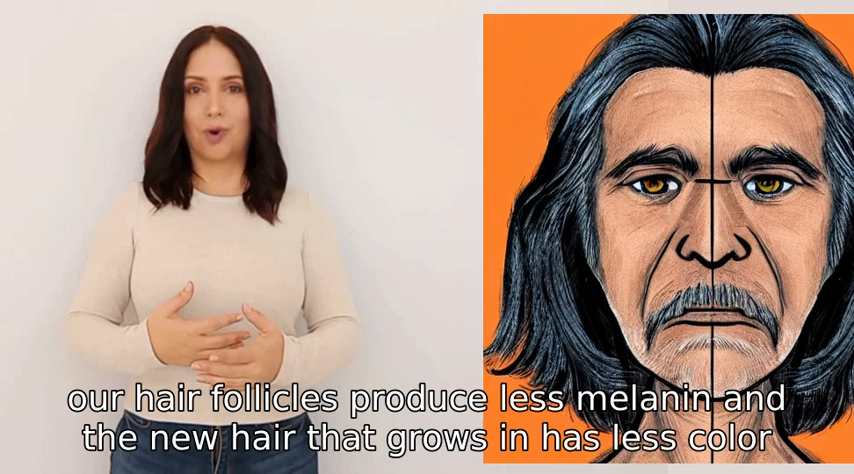 our hair follicles produce less melanin and
the new hair that grows in has less color